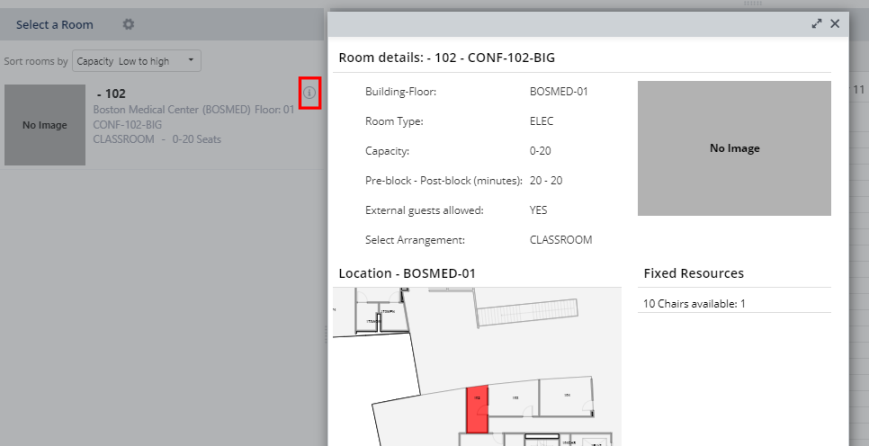 Select a Room
Sort rooms by Capacity Low to high
No Image
- 102
Boston Medical Center (BOSMED) Floor: 01
CONF-102-BIG
CLASSROOM - 0-20 Seats
Room details: - 102 - CONF-102-BIG
Building-Floor: BOSMED-01
Room Type: ELEC
Capacity: 0-20
Pre-block - Post-block (minutes): 20 - 20
External guests allowed: YES
Select Arrangement: CLASSROOM
No Image
Location - BOSMED-01
Fixed Resources
10 Chairs available: 1
11